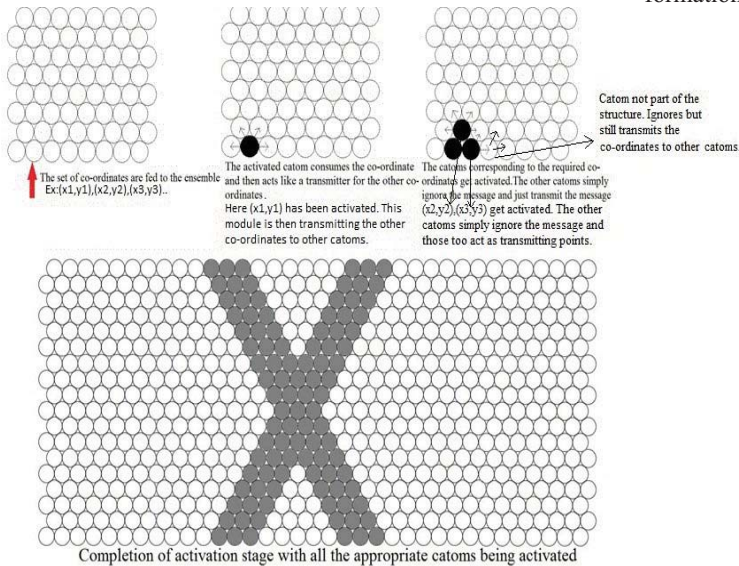 formation
The set of co-ordinates are fed to the ensemble
Ex:(x1,y1),(x2,y2),(x3,y3)..
The activated catom consumes the co-ordinate
and then acts like a transmitter for the other co-
ordinates .
Here (x1,y1) has been activated. This
module is then transmitting the other
co-ordinates to other catoms.
The catoms corresponding to the required co-
ordinates get activated.The other catoms simply
ignore the message and just transmit the message
(x2,y2),(x3,y3) get activated. The other
catoms simply ignore the message and
those too act as transmitting points.
Catom not part of the
structure. Ignores but
still transmits the
co-ordinates to other catoms
Completion of activation stage with all the appropriate catoms being activated